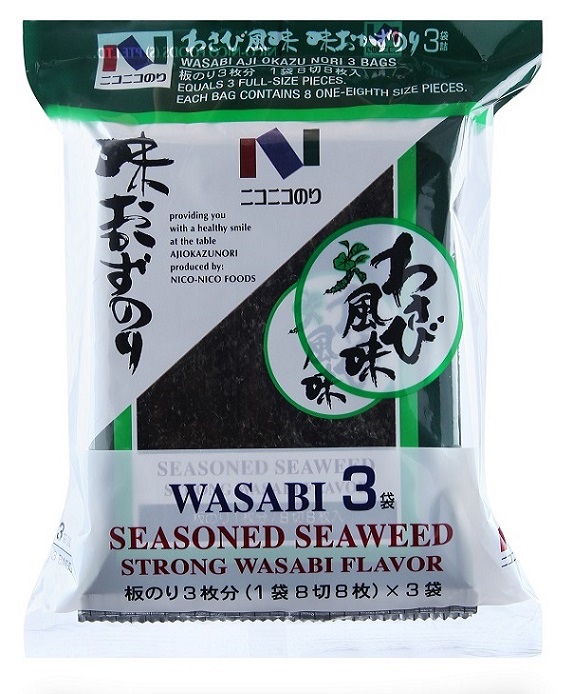 わさび風味 味おかずのり3袋詰
WASABI AJI OKAZU NORI 3 BAGS
板のり3枚分 1袋8切8枚入
EQUALS 3 FULL-SIZE PIECES.
EACH BAG CONTAINS 8 ONE-EIGHTH SIZE PIECES.
ニコニコのり
味おかずのり
ニコニコのり
providing you
with a healthy smile
at the table
AJIOKAZUNORI
produced by:
NICO-NICO FOODS
わさび
風味
風味
SEASONED SEAWEED
WASABI 3袋
SEASONED SEAWEED
STRONG WASABI FLAVOR
板のり3枚分(1袋8切8枚)×3袋